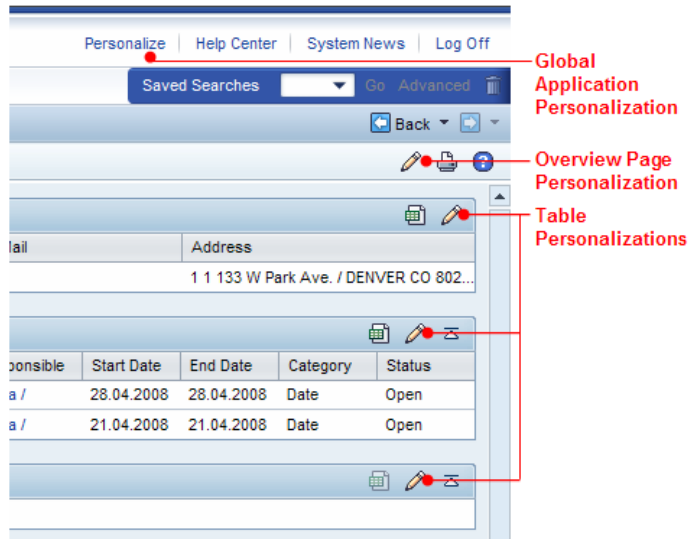 Personalize Help Center System News Log Off
Saved Searches Go Advanced
Global
Application
Personalization
Back
Overview Page
Personalization
Table
Personalizations
Mail Address
1 1 133 W Park Ave. / DENVER CO 802...
ponsible Start Date End Date Category Status
a / 28.04.2008 28.04.2008 Date Open
a / 21.04.2008 21.04.2008 Date Open